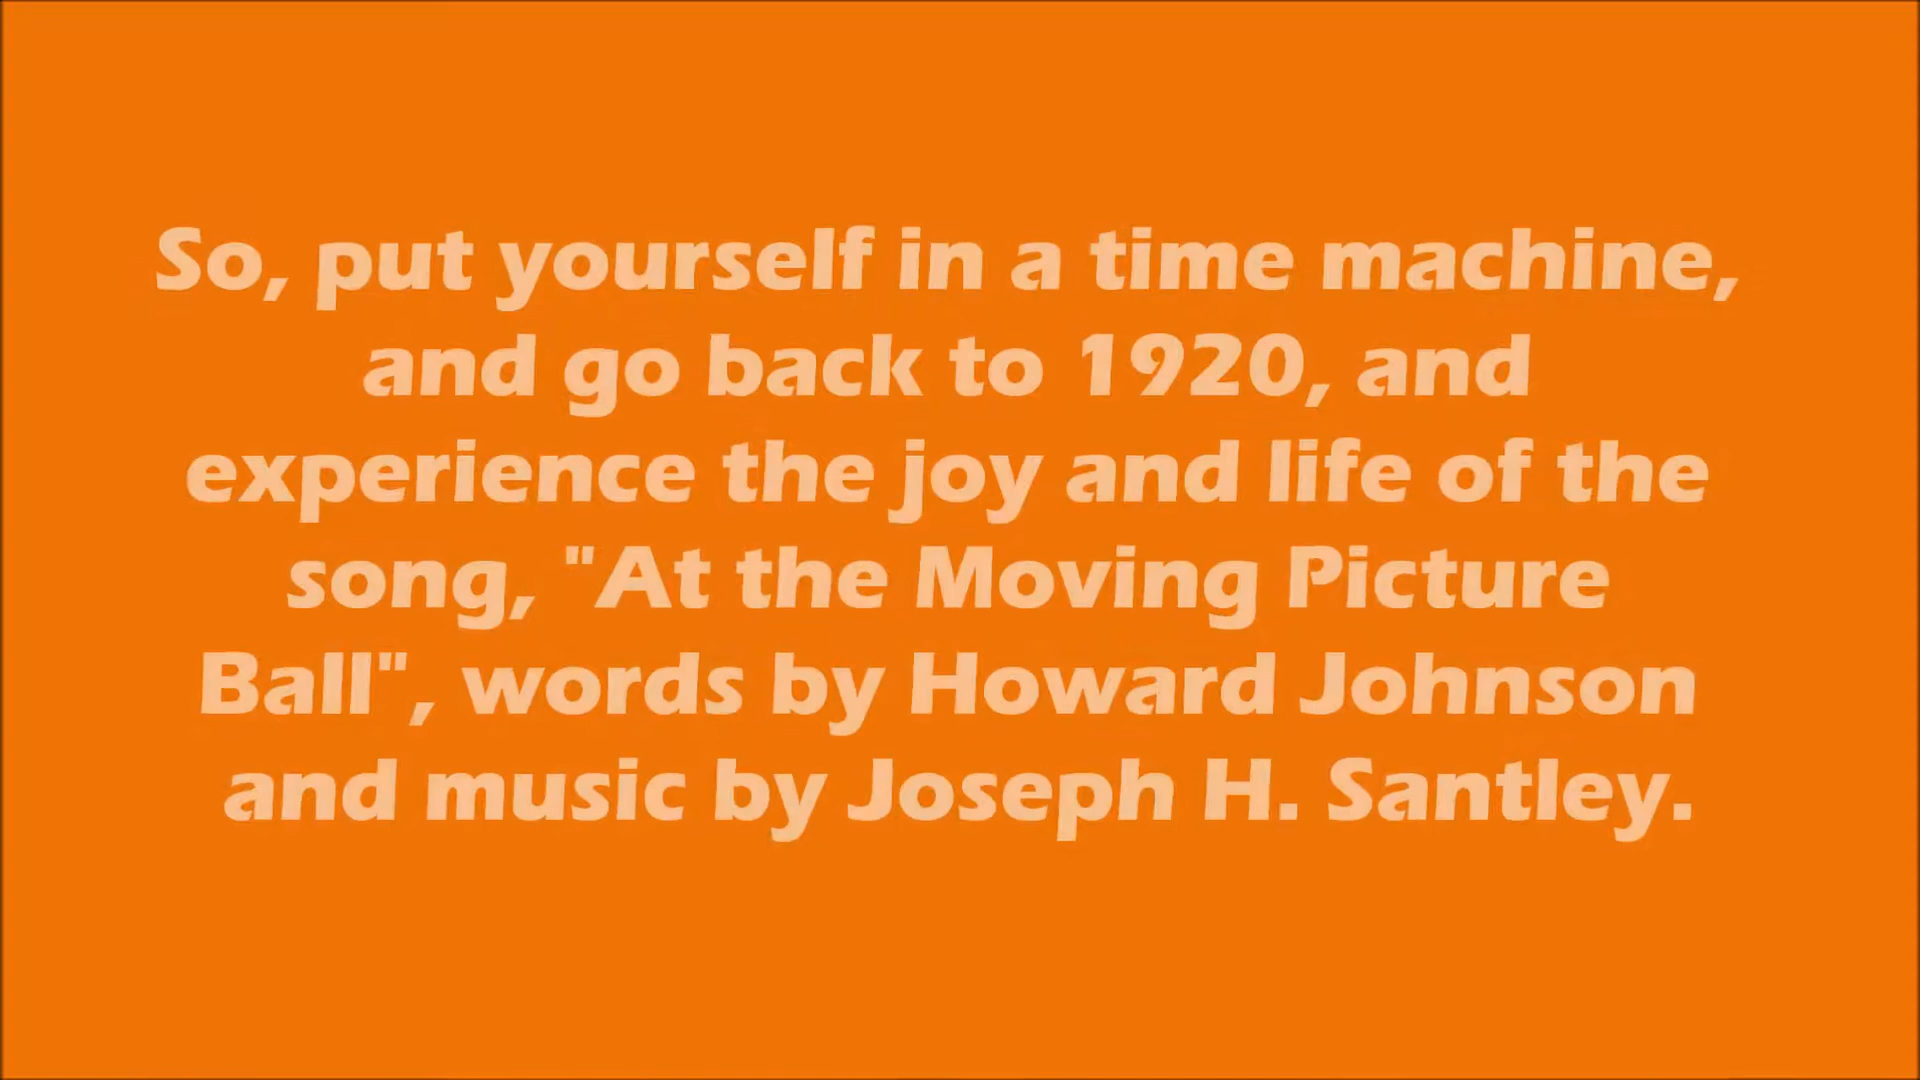 So, put yourself in a time machine,
and go back to 1920, and
experience the joy and life of the
song, "At the Moving Picture
Ball", words by Howard Johnson
and music by Joseph H. Santley.